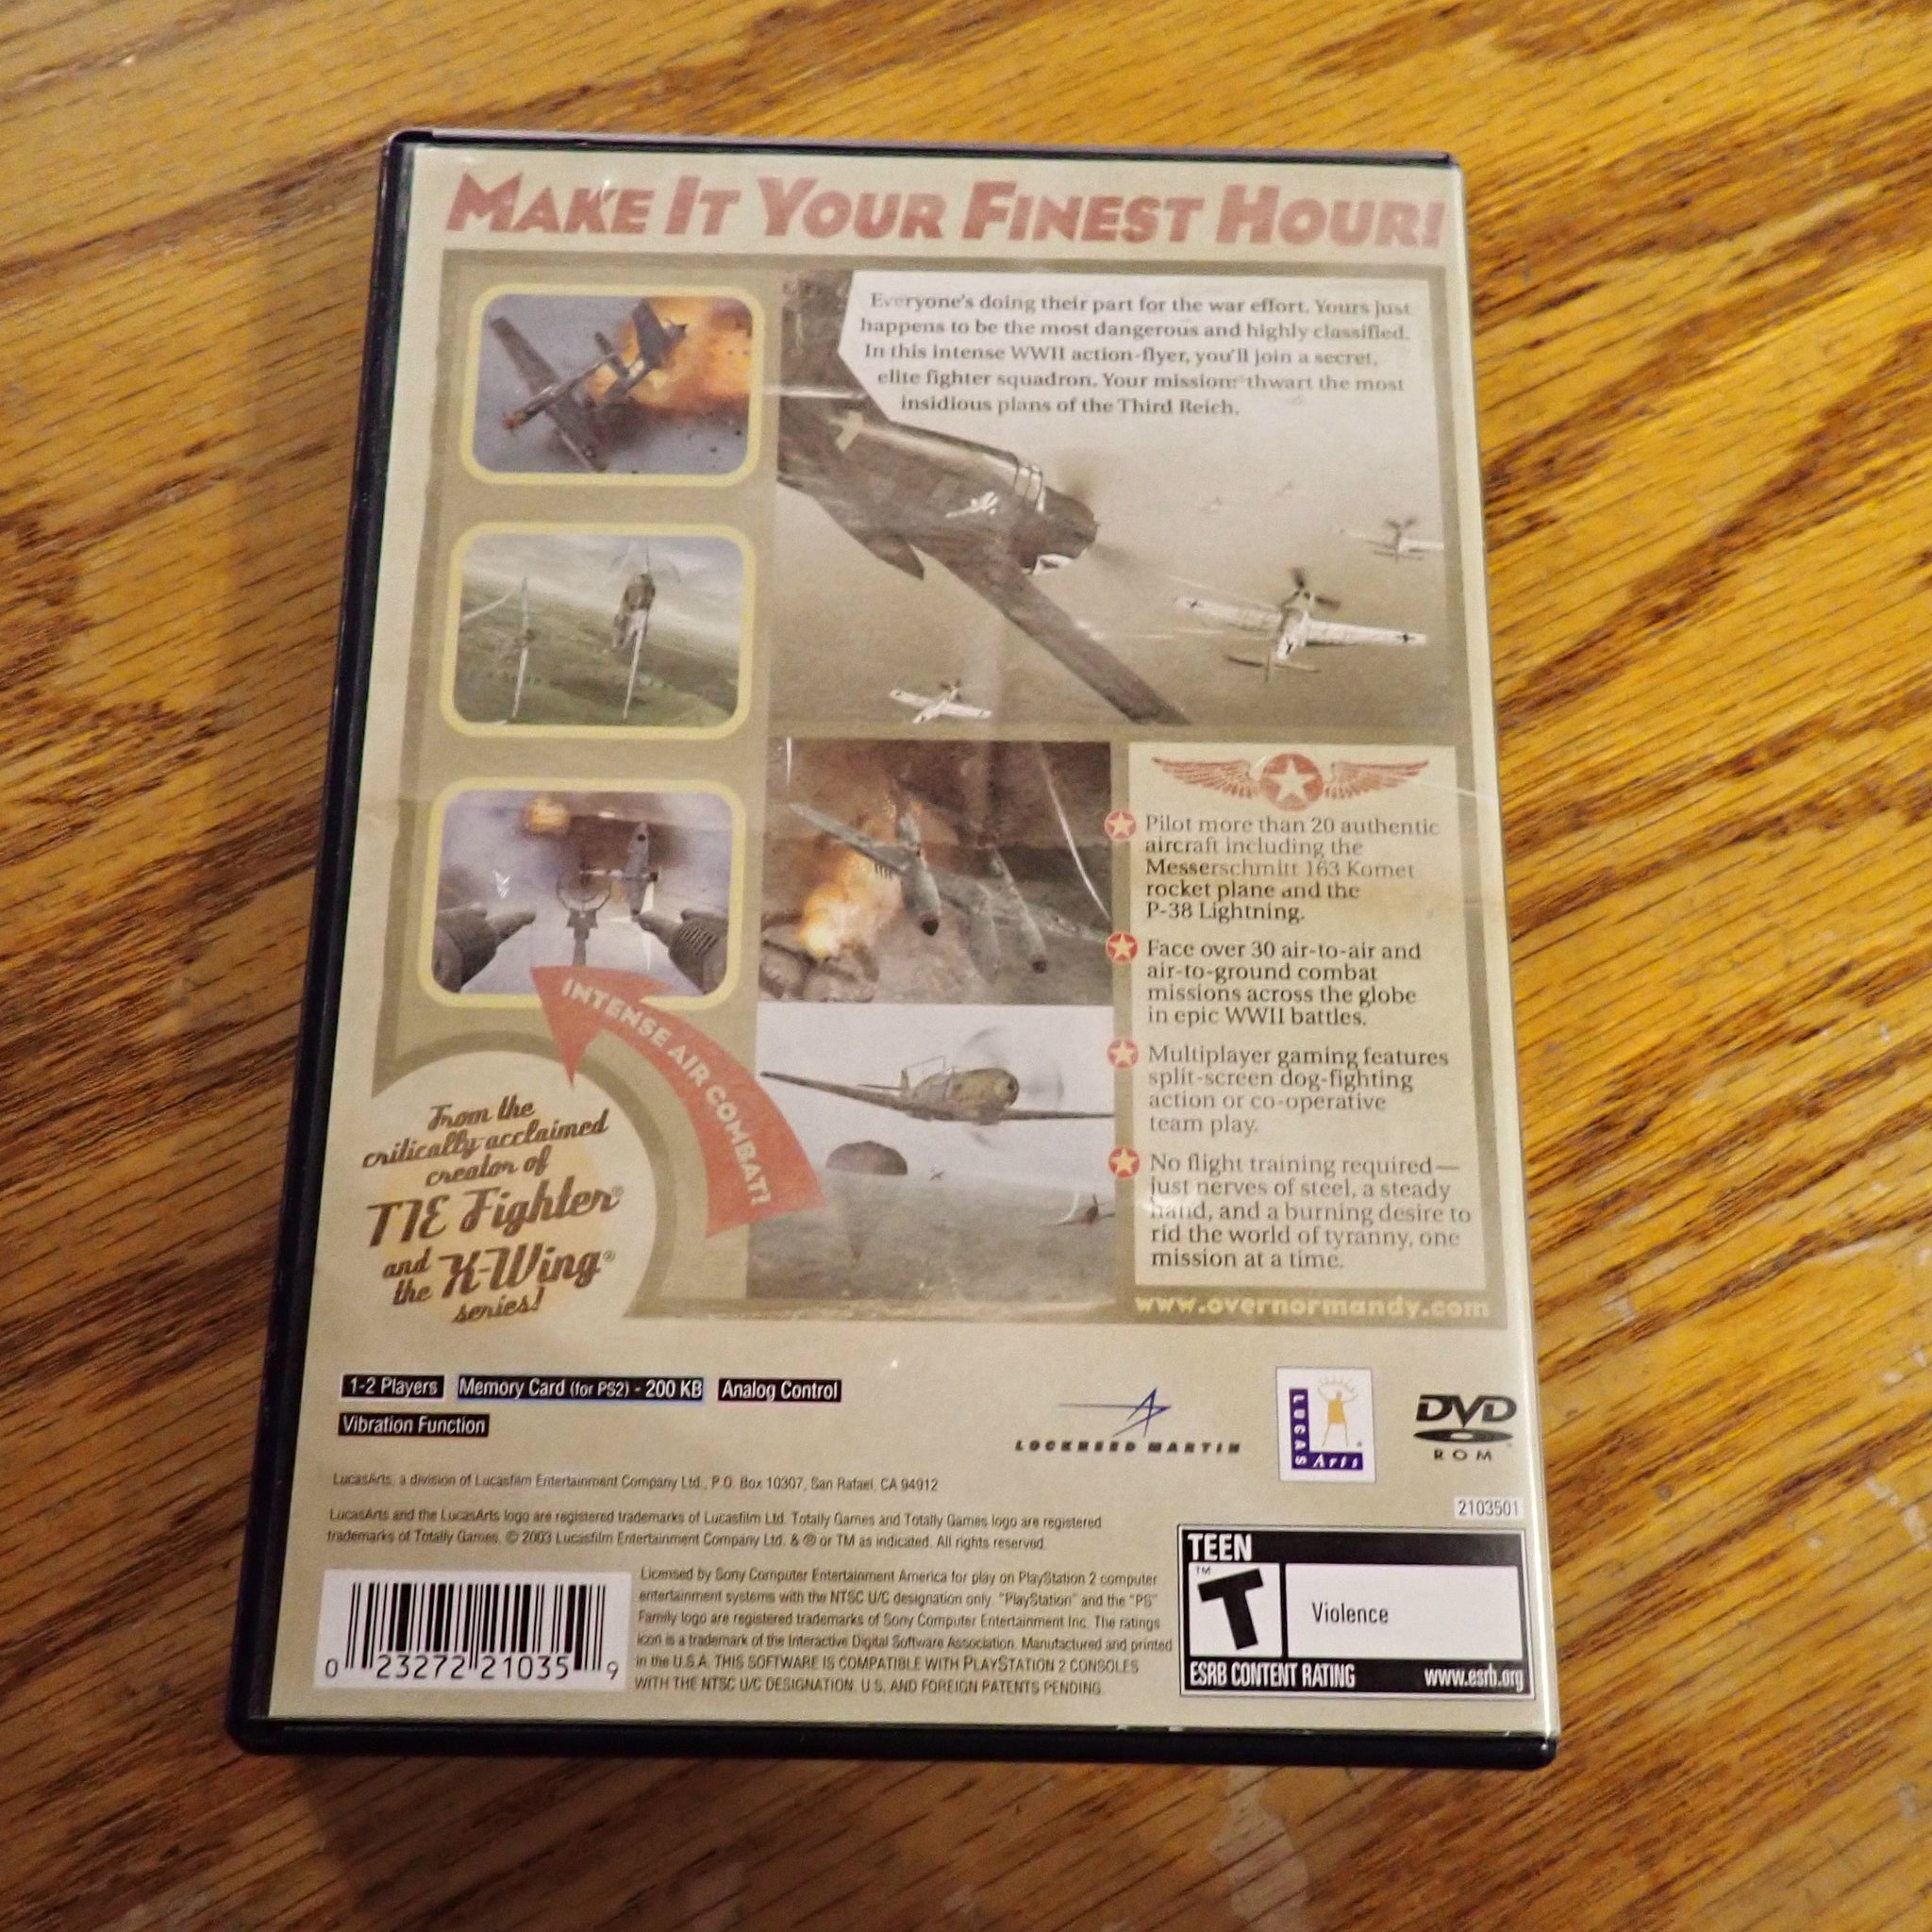 MAKE IT YOUR FINEST HOUR!
Everyone's doing their part for the war effort. Yours just
happens to be the most dangerous and highly classified.
In this intense WWII action-flyer, you'll join a secret,
elite fighter squadron. Your mission: thwart the most
insidious plans of the Third Reich.
Pilot more than 20 authentic
aircraft including the
Messerschmitt 163 Komet
rocket plane and the
P-38 Lightning.
Face over 30 air-to-air and
air-to-ground combat
missions across the globe
in epic WWII battles.
Multiplayer gaming features
split-screen dog-fighting
action or co-operative
team play.
No flight training required—
just nerves of steel, a steady
hand, and a burning desire to
rid the world of tyranny, one
mission at a time.
www.overnormandy.com
INTENSE AIR COMBAT!
From the
critically acclaimed
creator of
TIE Fighter®
and
the X-Wing®
series!
1-2 Players Memory Card (for PS2) - 200 KB Analog Control
Vibration Function
LOCKHEED MARTIN
LUCAS Arts
DVD
ROM
LucasArts, a division of Lucasfilm Entertainment Company Ltd., P.O. Box 10307, San Rafael, CA 94912
LucasArts and the LucasArts logo are registered trademarks of Lucasfilm Ltd. Totally Games and Totally Games logo are registered
trademarks of Totally Games. © 2003 Lucasfilm Entertainment Company Ltd. & ® or TM as indicated. All rights reserved.
2103501
Licensed by Sony Computer Entertainment America for play on PlayStation 2 computer
entertainment systems with the NTSC U/C designation only. "PlayStation" and the "PS"
Family logo are registered trademarks of Sony Computer Entertainment Inc. The ratings
icon is a trademark of the Interactive Digital Software Association. Manufactured and printed
in the U.S.A. THIS SOFTWARE IS COMPATIBLE WITH PLAYSTATION 2 CONSOLES
WITH THE NTSC U/C DESIGNATION. U.S. AND FOREIGN PATENTS PENDING.
0 23272 21035 9
TEEN
T™
Violence
ESRB CONTENT RATING www.esrb.org